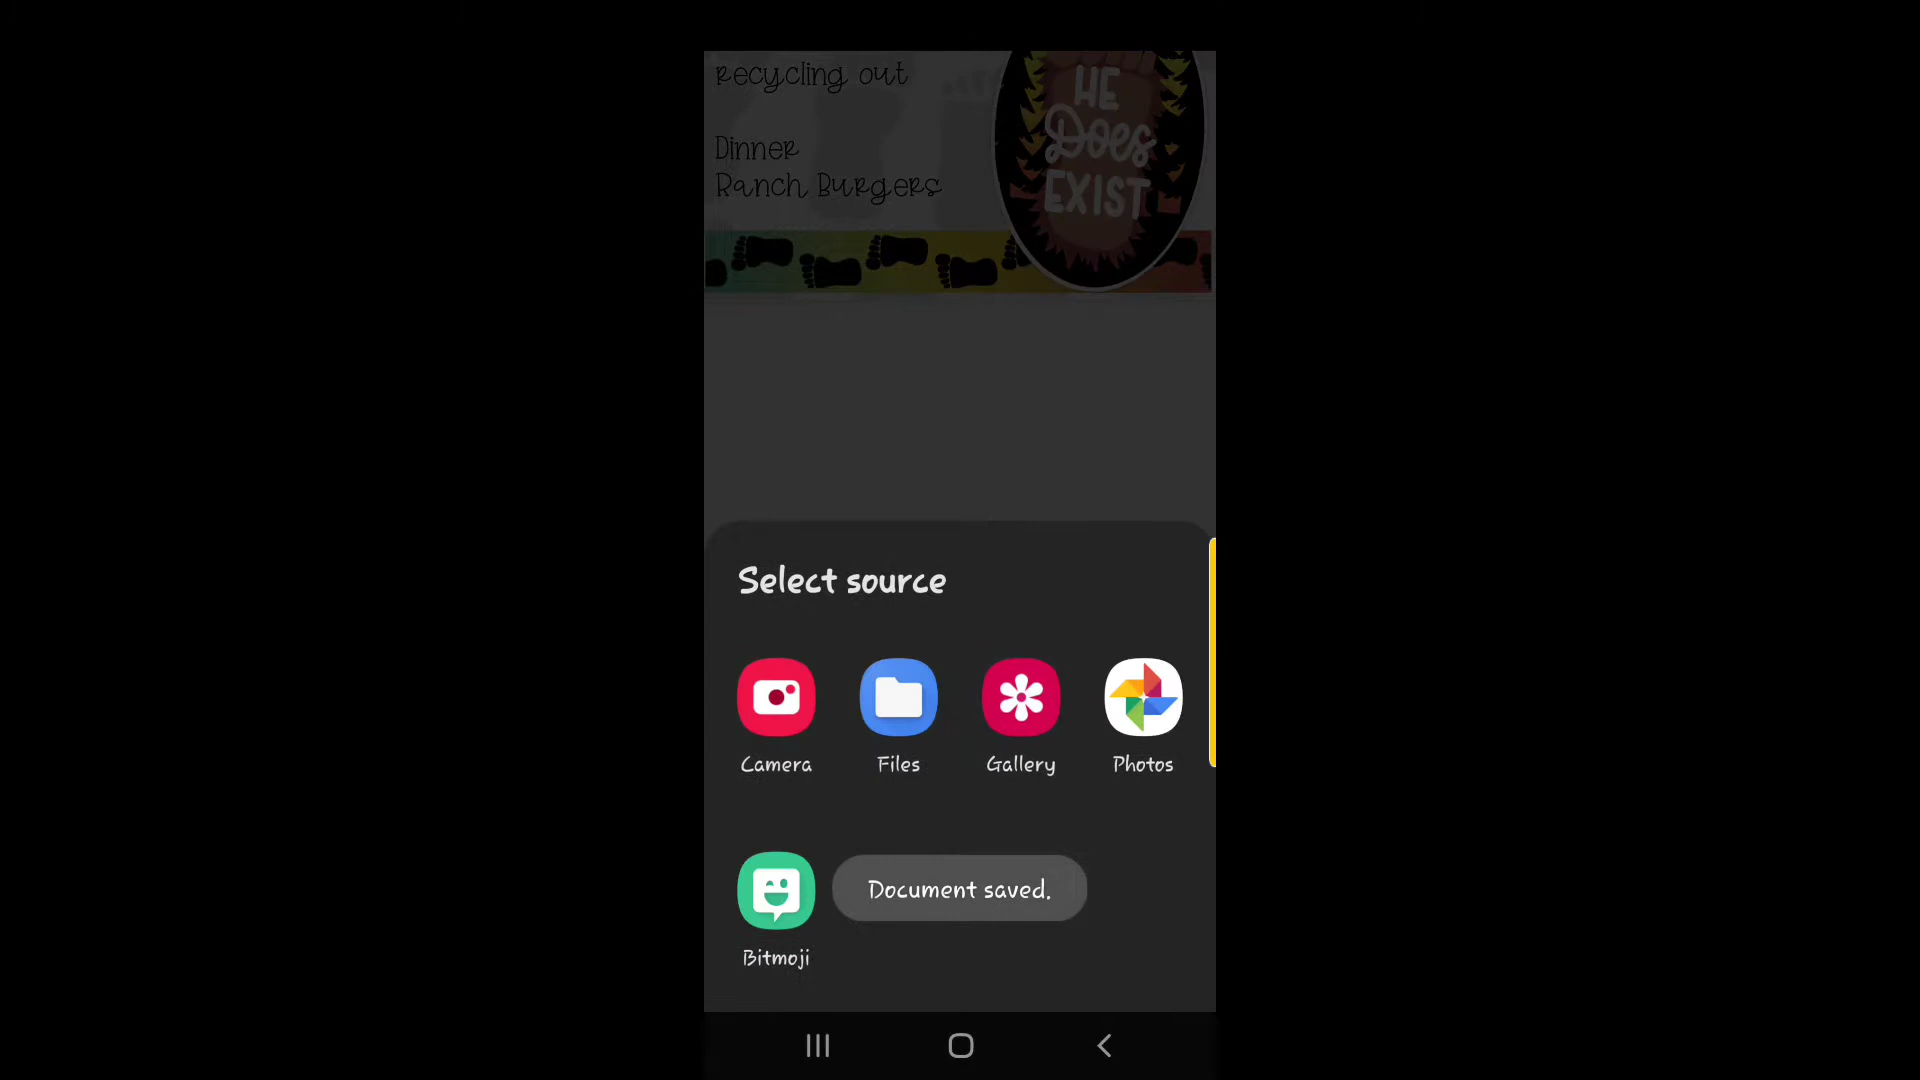 recycling out
Dinner
Ranch Burgers
HE
Does
EXIST
Select source
Camera
Files
Gallery
Photos
Bitmoji
Document saved.